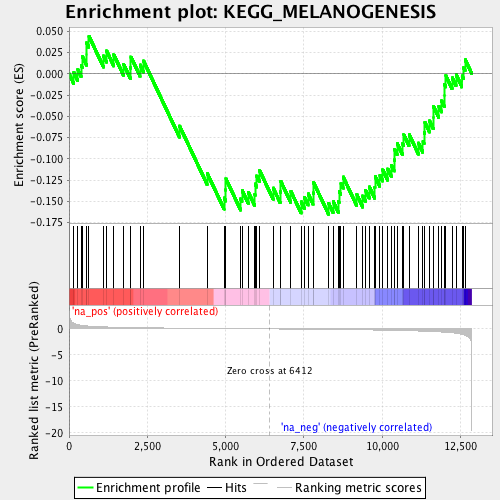 Enrichment plot: KEGG_MELANOGENESIS
Enrichment score (ES)
0.050
0.025
0.000
-0.025
-0.050
-0.075
-0.100
-0.125
-0.150
-0.175
'na_pos' (positively correlated)
Ranked list metric (PreRanked)
0
-5
-10
-15
-20
Zero cross at 6412
'na_neg' (negatively correlated)
0
2,500
5,000
7,500
10,000
12,500
Rank in Ordered Dataset
Enrichment profile
Hits
Ranking metric scores